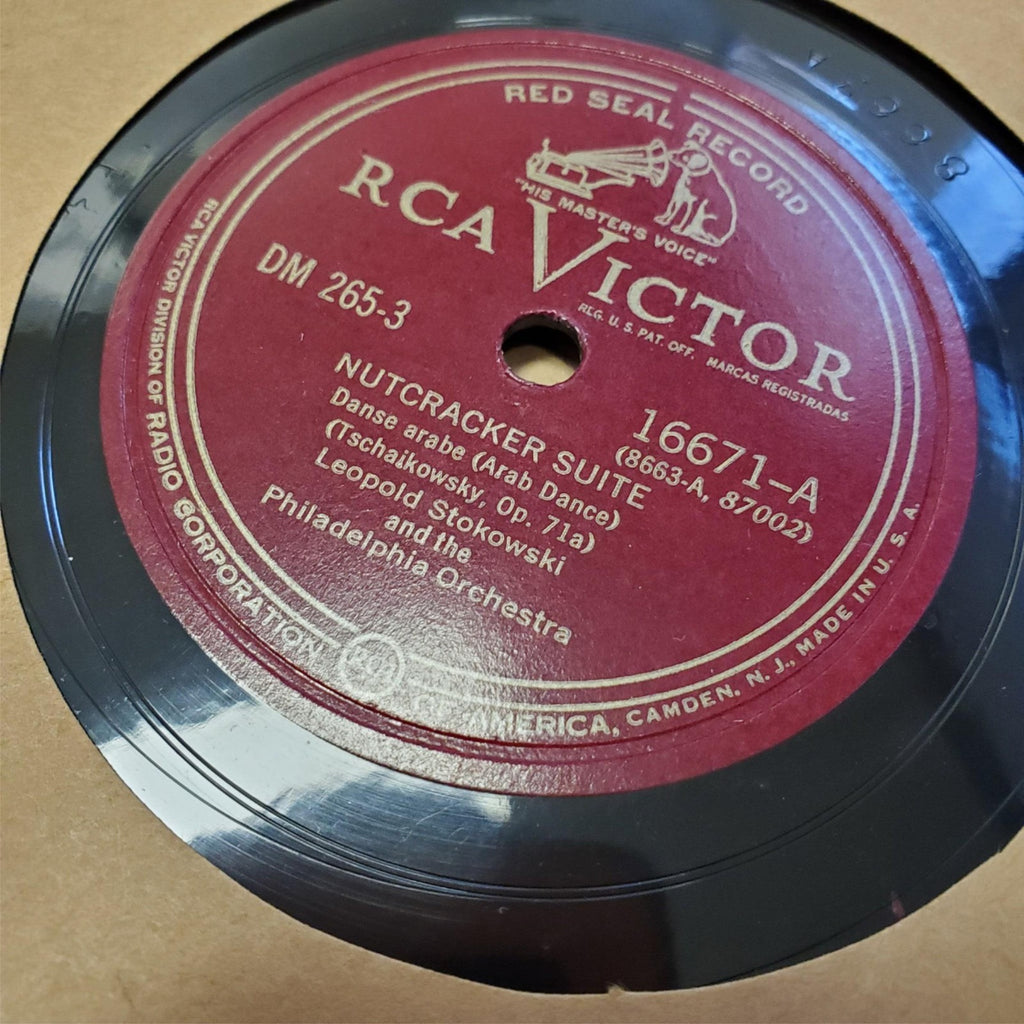 RED SEAL RECORD
"HIS MASTER'S VOICE"
RCA VICTOR
REG. U. S. PAT. OFF. MARCAS REGISTRADAS
DM 265-3
16671-A
(8663-A, 87002)
NUTCRACKER SUITE
Danse arabe (Arab Dance)
(Tschaikowsky, Op. 71a)
Leopold Stokowski
and the
Philadelphia Orchestra
RCA VICTOR DIVISION OF RADIO CORPORATION
RCA
OF AMERICA, CAMDEN, N. J., MADE IN U. S. A.